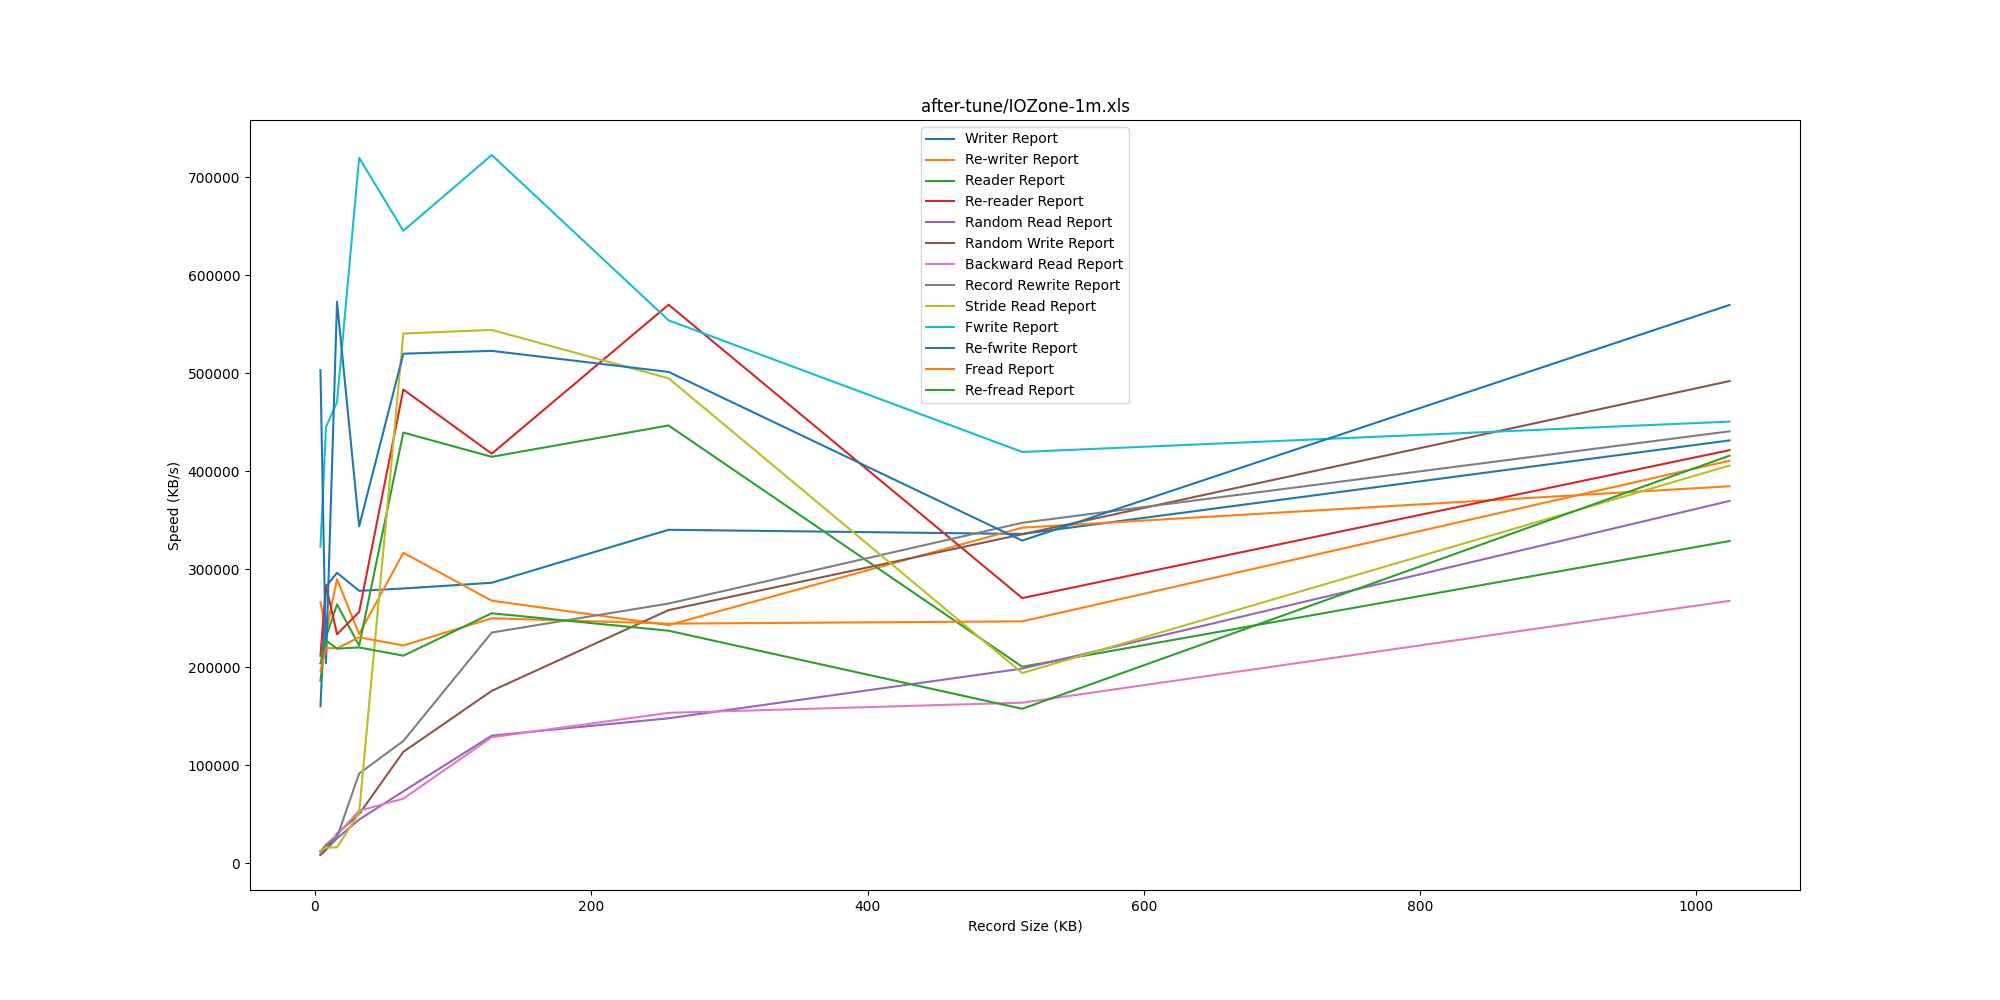 after-tune/IOZone-1m.xls
Writer Report
Re-writer Report
Reader Report
Re-reader Report
Random Read Report
Random Write Report
Backward Read Report
Record Rewrite Report
Stride Read Report
Fwrite Report
Re-fwrite Report
Fread Report
Re-fread Report
Speed (KB/s)
700000
600000
500000
400000
300000
200000
100000
0
0 200 400 600 800 1000
Record Size (KB)